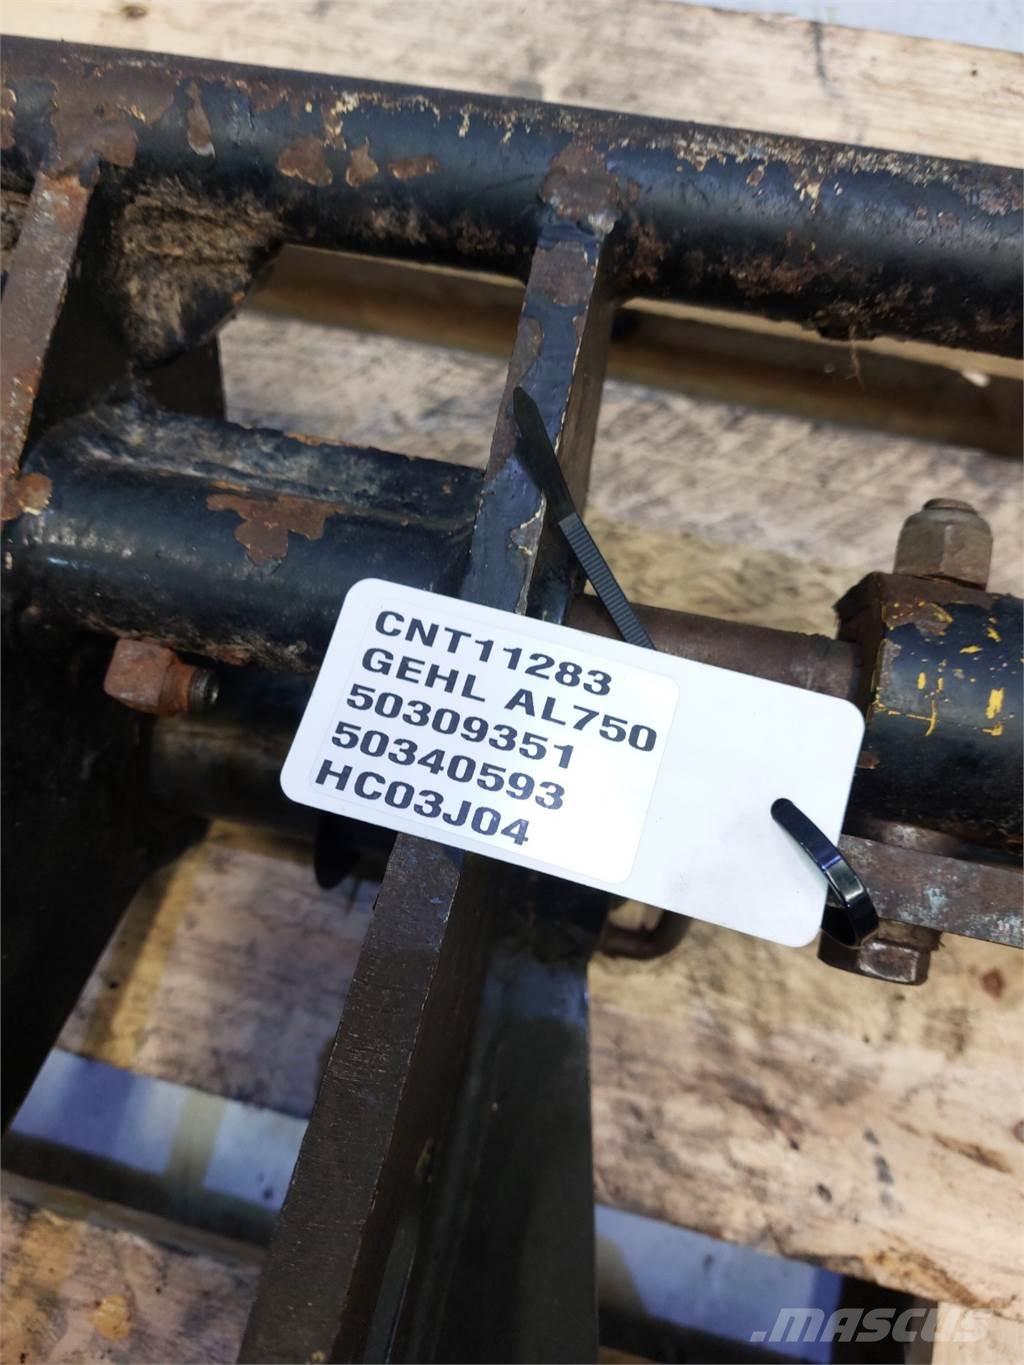 CNT11283
GEHL AL750
50309351
50340593
HC03J04
.MASCUS